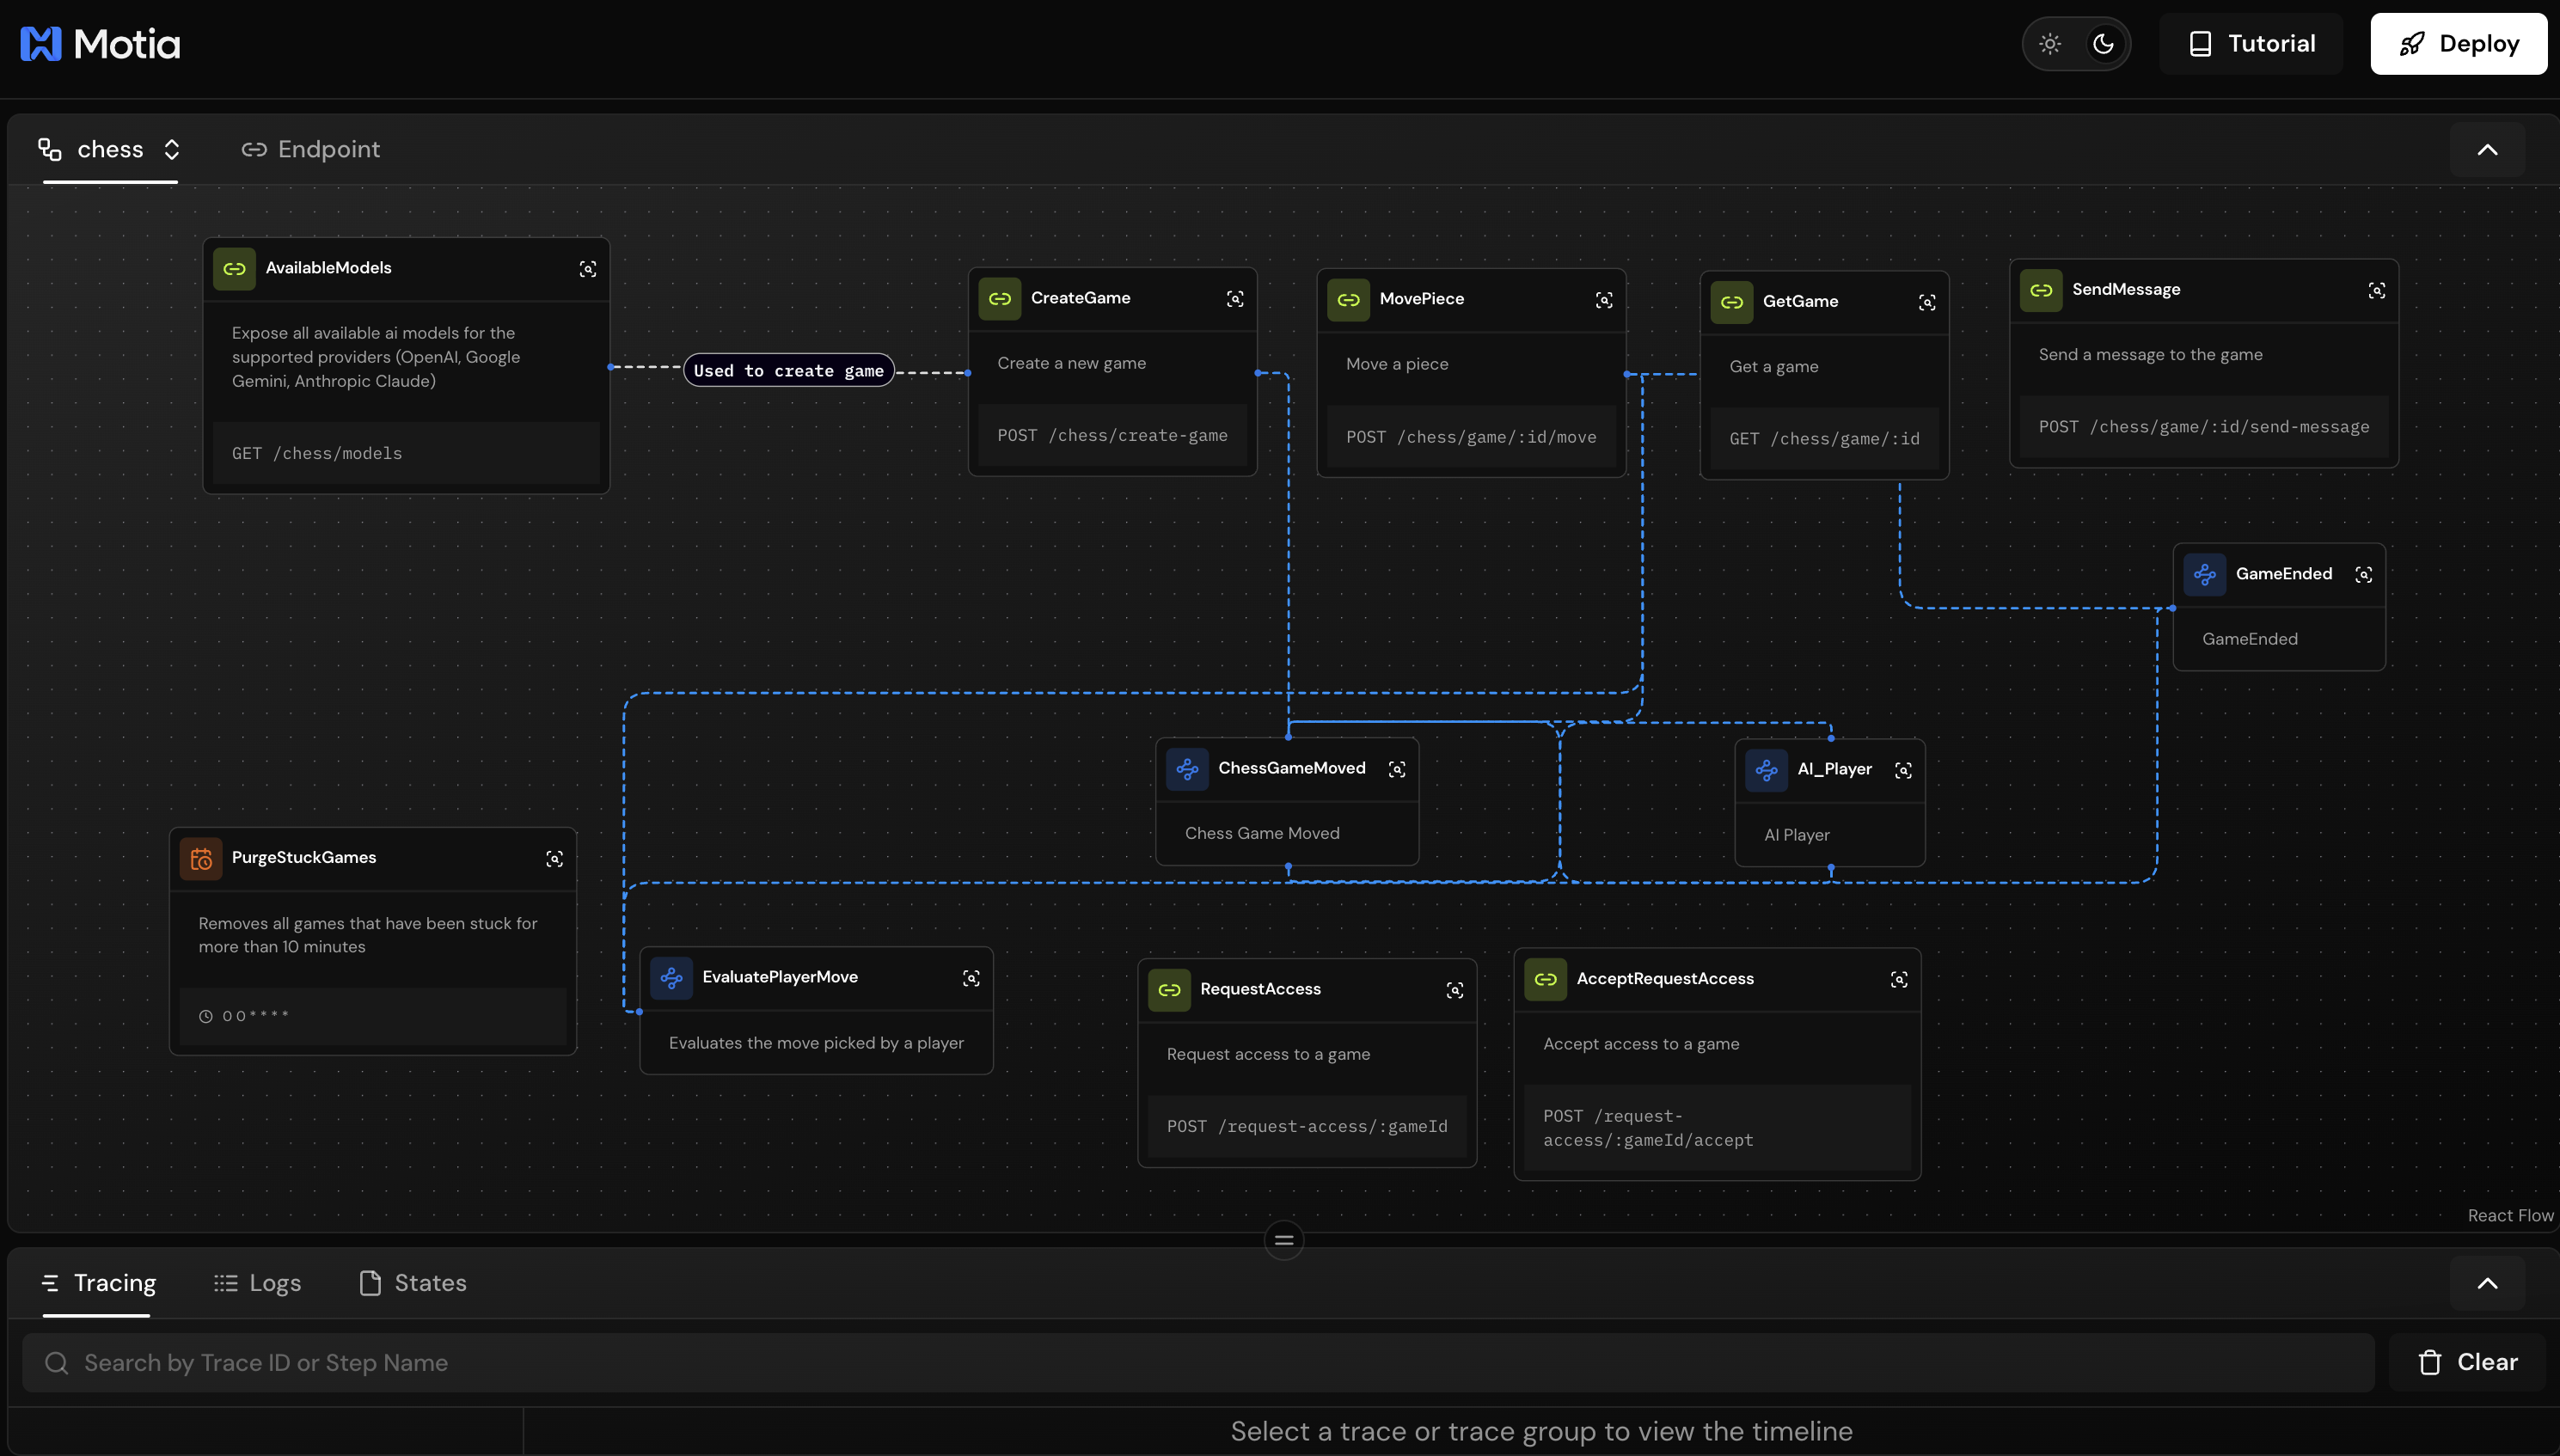 Motia
Tutorial
Deploy
chess
Endpoint
AvailableModels
Expose all available ai models for the
supported providers (OpenAI, Google
Gemini, Anthropic Claude)
GET /chess/models
Used to create game
CreateGame
Create a new game
POST /chess/create-game
MovePiece
Move a piece
POST /chess/game/:id/move
GetGame
Get a game
GET /chess/game/:id
SendMessage
Send a message to the game
POST /chess/game/:id/send-message
GameEnded
GameEnded
ChessGameMoved
Chess Game Moved
AI_Player
AI Player
PurgeStuckGames
Removes all games that have been stuck for
more than 10 minutes
0 0 * * * *
EvaluatePlayerMove
Evaluates the move picked by a player
RequestAccess
Request access to a game
POST /request-access/:gameId
AcceptRequestAccess
Accept access to a game
POST /request-
access/:gameId/accept
React Flow
Tracing
Logs
States
Search by Trace ID or Step Name
Clear
Select a trace or trace group to view the timeline